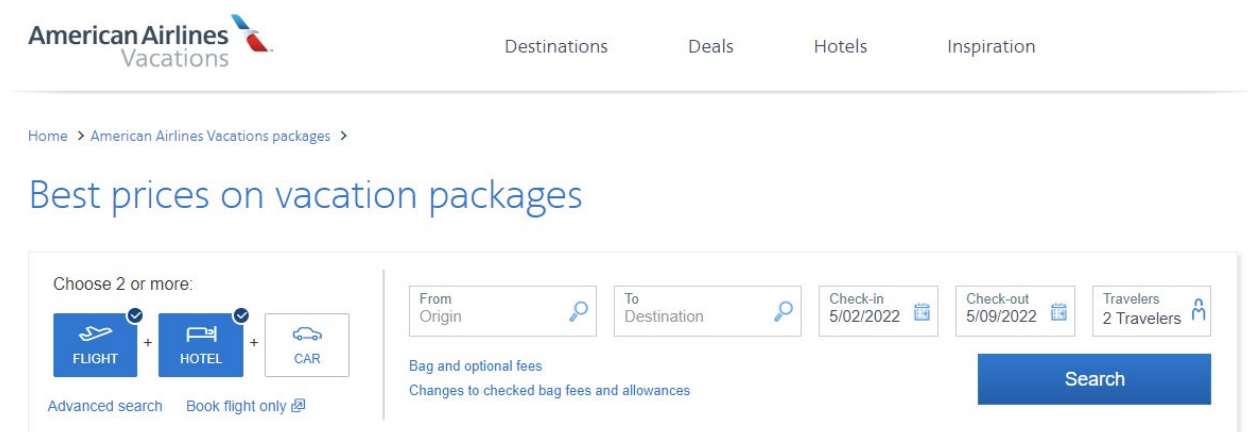 American Airlines
Vacations
Destinations Deals Hotels Inspiration
Home > American Airlines Vacations packages >
Best prices on vacation packages
Choose 2 or more:
FLIGHT + HOTEL + CAR
Advanced search Book flight only
From
Origin
To
Destination
Check-in
5/02/2022
Check-out
5/09/2022
Travelers
2 Travelers
Bag and optional fees
Changes to checked bag fees and allowances
Search